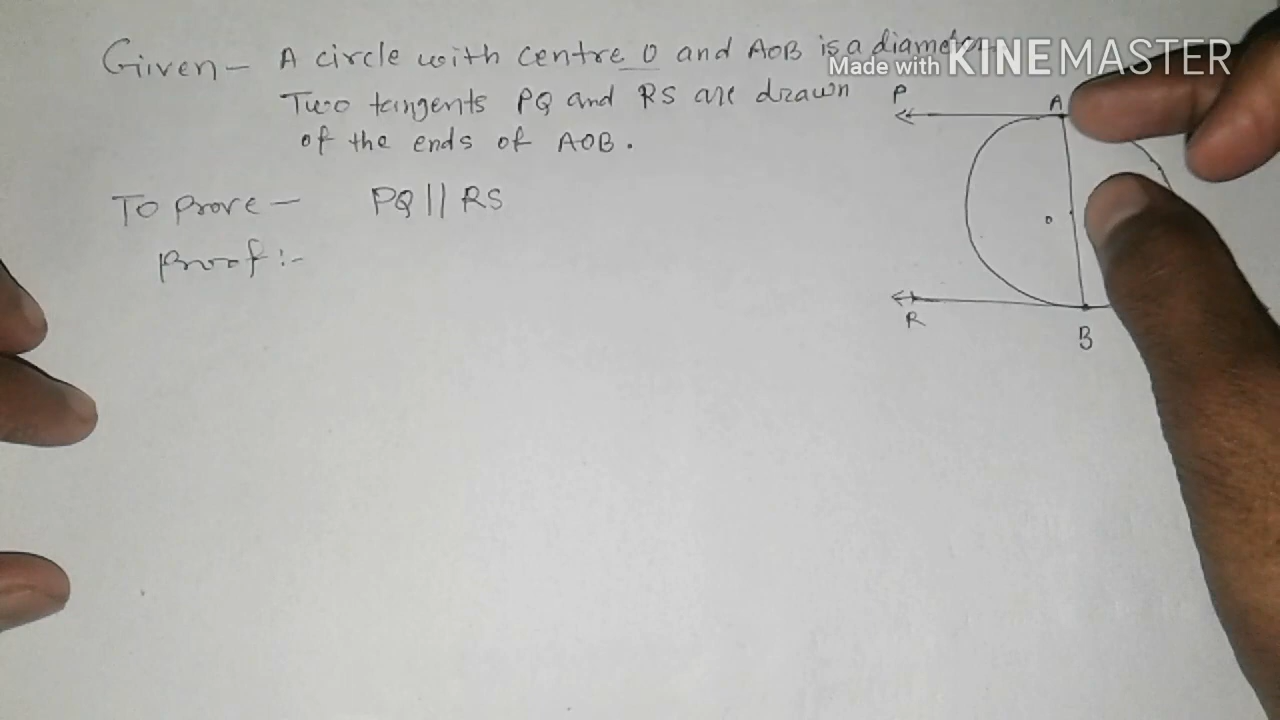 Given - A circle with centre O and AOB is a diameter
Two tangents PQ and RS are drawn
of the ends of AOB.
To Prove - PQ || RS
Proof :-
Made with KINEMASTER
P
A
O
R
B